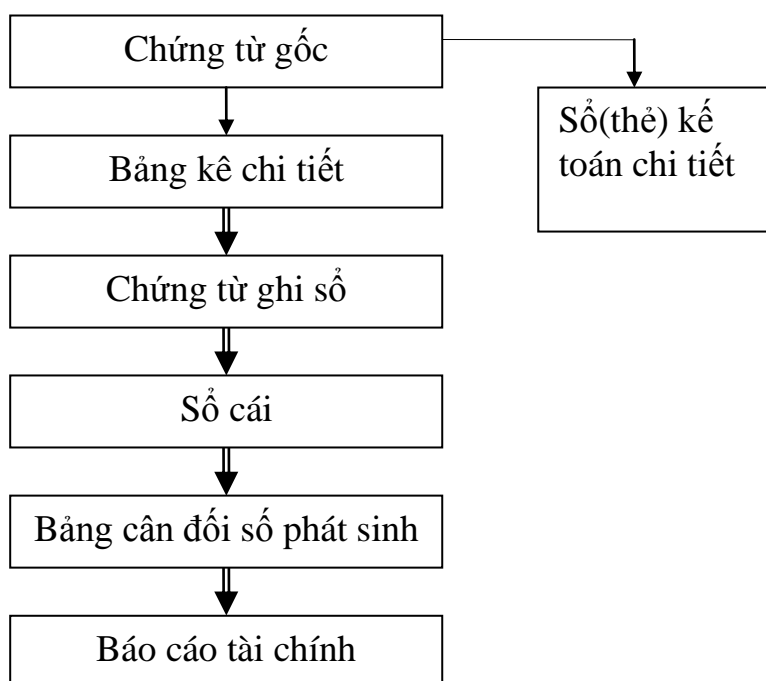 Chứng từ gốc
Sổ(thẻ) kế
toán chi tiết
Bảng kê chi tiết
Chứng từ ghi sổ
Sổ cái
Bảng cân đối số phát sinh
Báo cáo tài chính